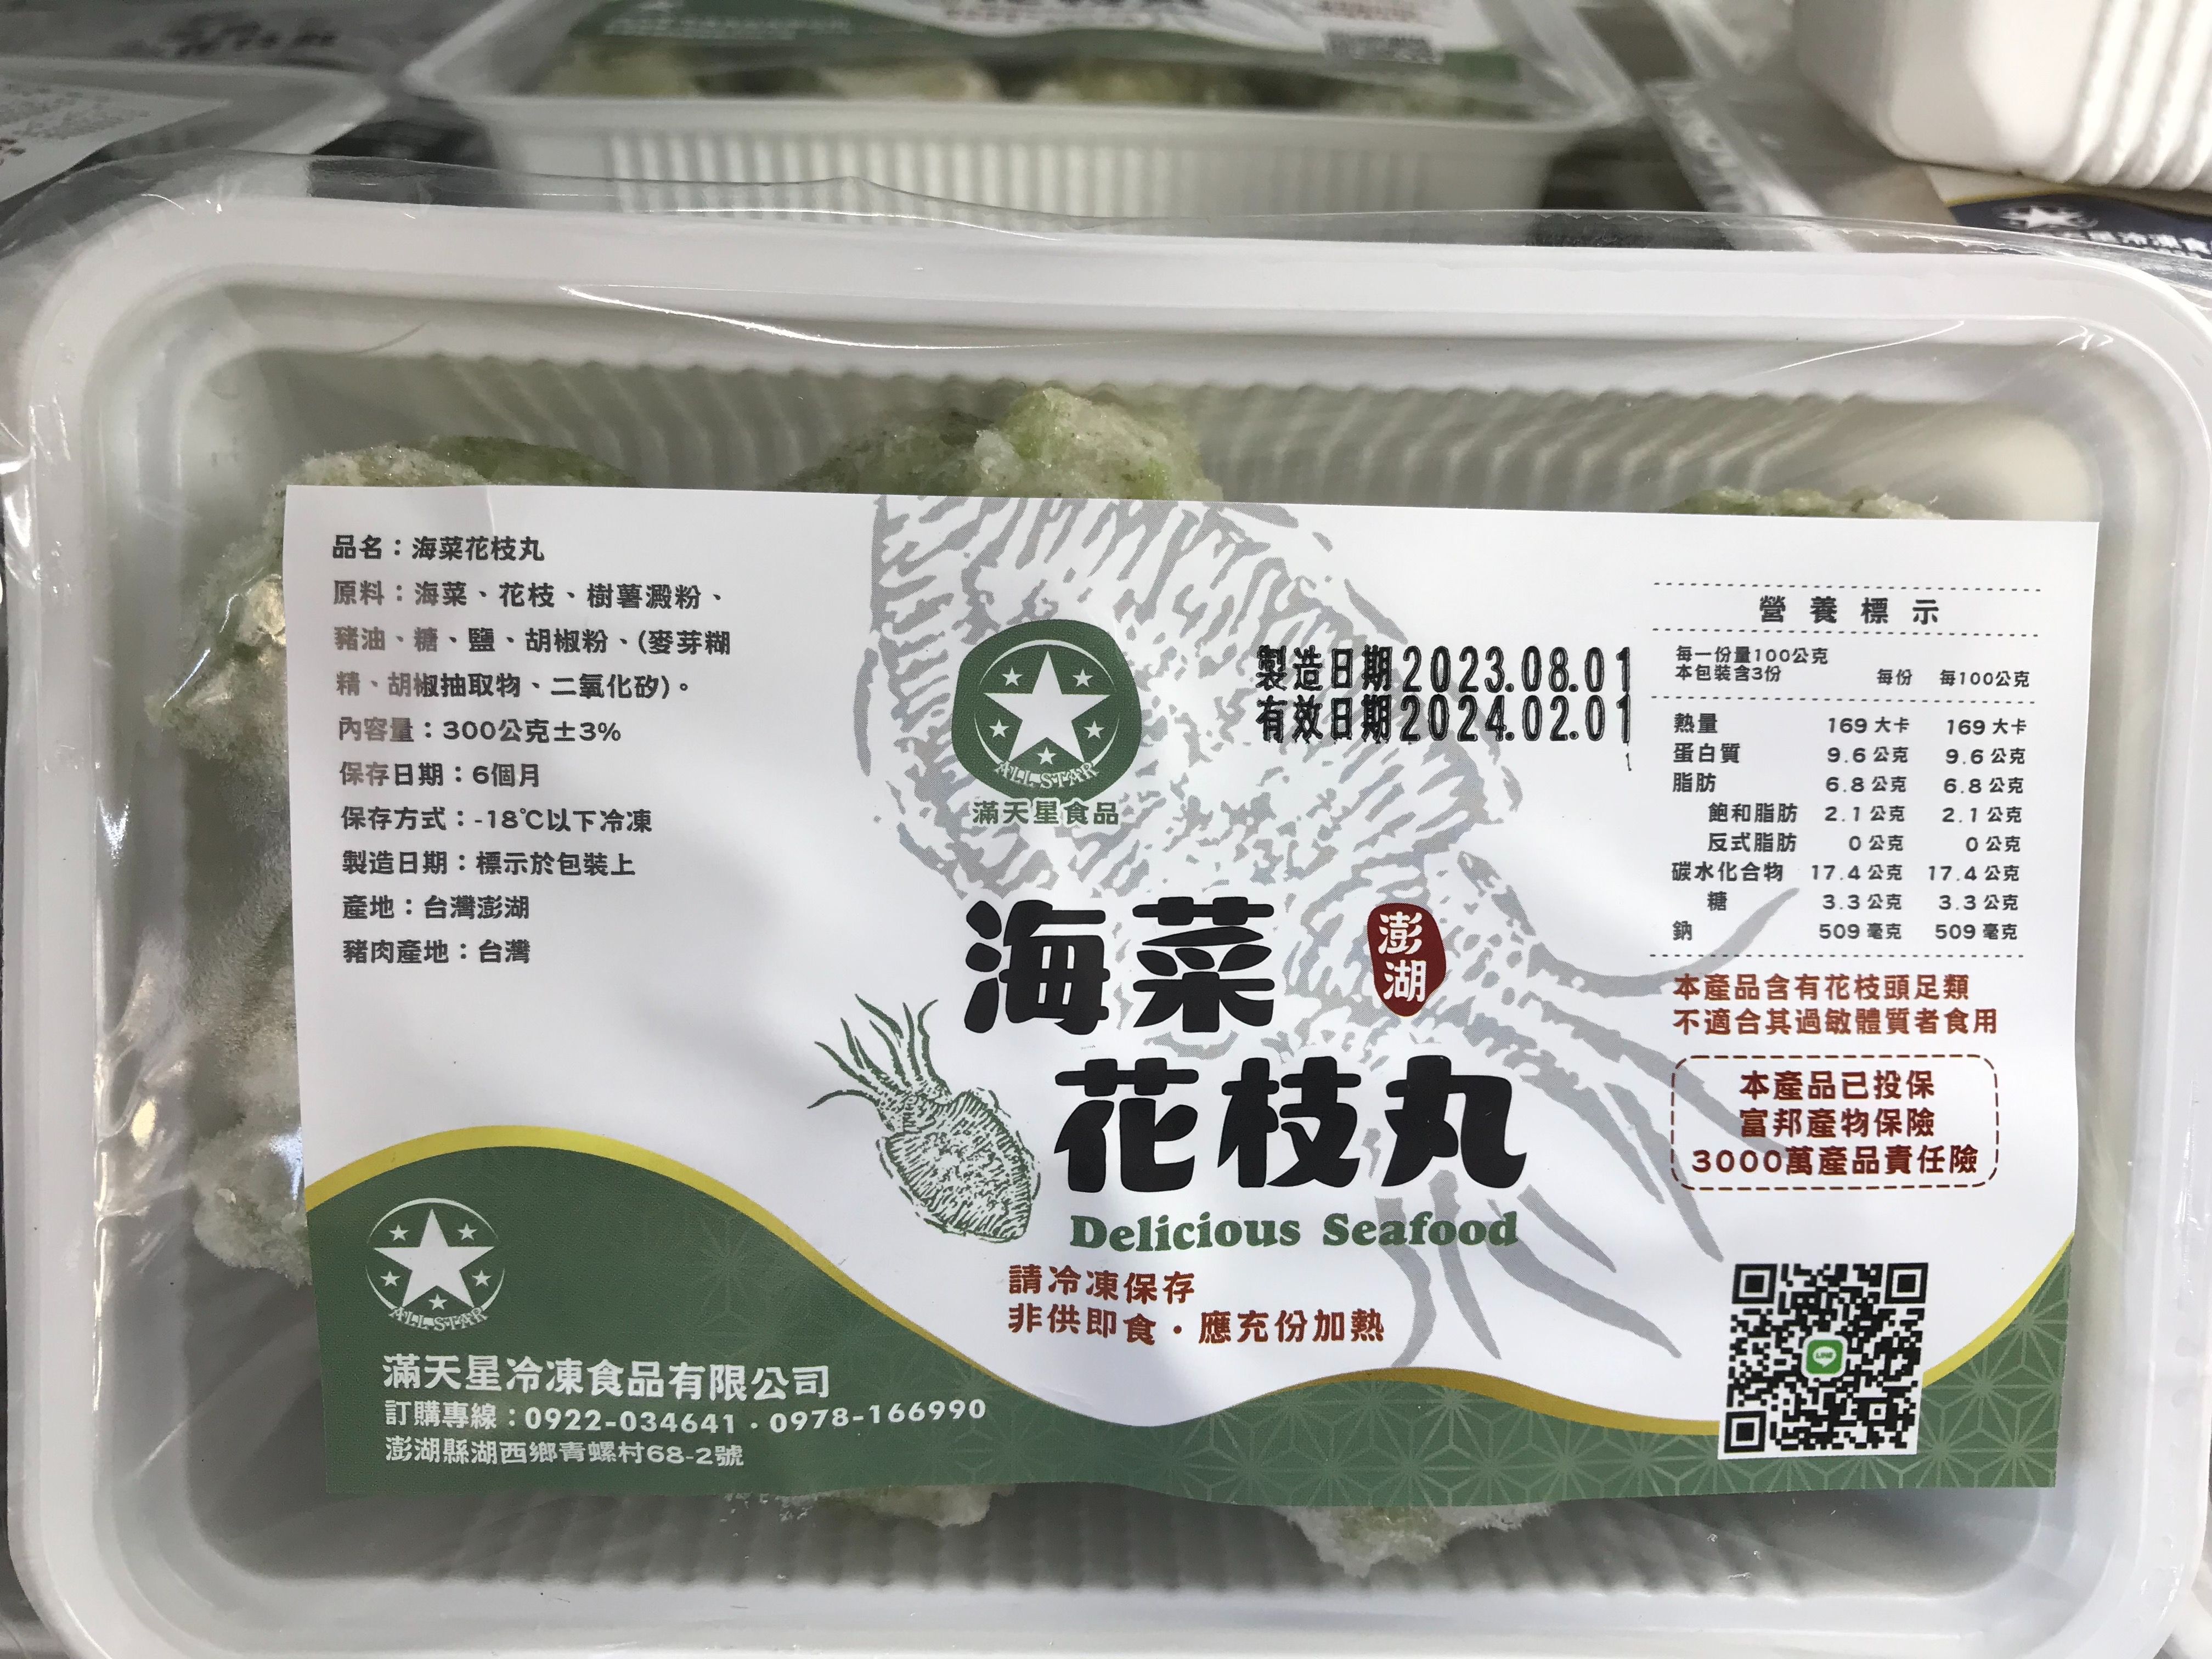 品名：海菜花枝丸
原料：海菜、花枝、樹薯澱粉、
豬油、糖、鹽、胡椒粉、(麥芽糊
精、胡椒抽取物、二氧化矽)。
內容量：300公克±3%
保存日期：6個月
保存方式：-18℃以下冷凍
製造日期：標示於包裝上
產地：台灣澎湖
豬肉產地：台灣
ALL STAR
滿天星食品
製造日期2023.08.01
有效日期2024.02.01
1
海菜
澎湖
花枝丸
Delicious Seafood
請冷凍保存
非供即食・應充份加熱
營養標示
每一份量100公克
本包裝含3份
每份 每100公克
熱量 169大卡 169大卡
蛋白質 9.6公克 9.6公克
脂肪 6.8公克 6.8公克
飽和脂肪 2.1公克 2.1公克
反式脂肪 0公克 0公克
碳水化合物 17.4公克 17.4公克
糖 3.3公克 3.3公克
鈉 509毫克 509毫克
本產品含有花枝頭足類
不適合其過敏體質者食用
本產品已投保
富邦產物保險
3000萬產品責任險
LINE
ALL STAR
滿天星冷凍食品有限公司
訂購專線：0922-034641・0978-166990
澎湖縣湖西鄉青螺村68-2號